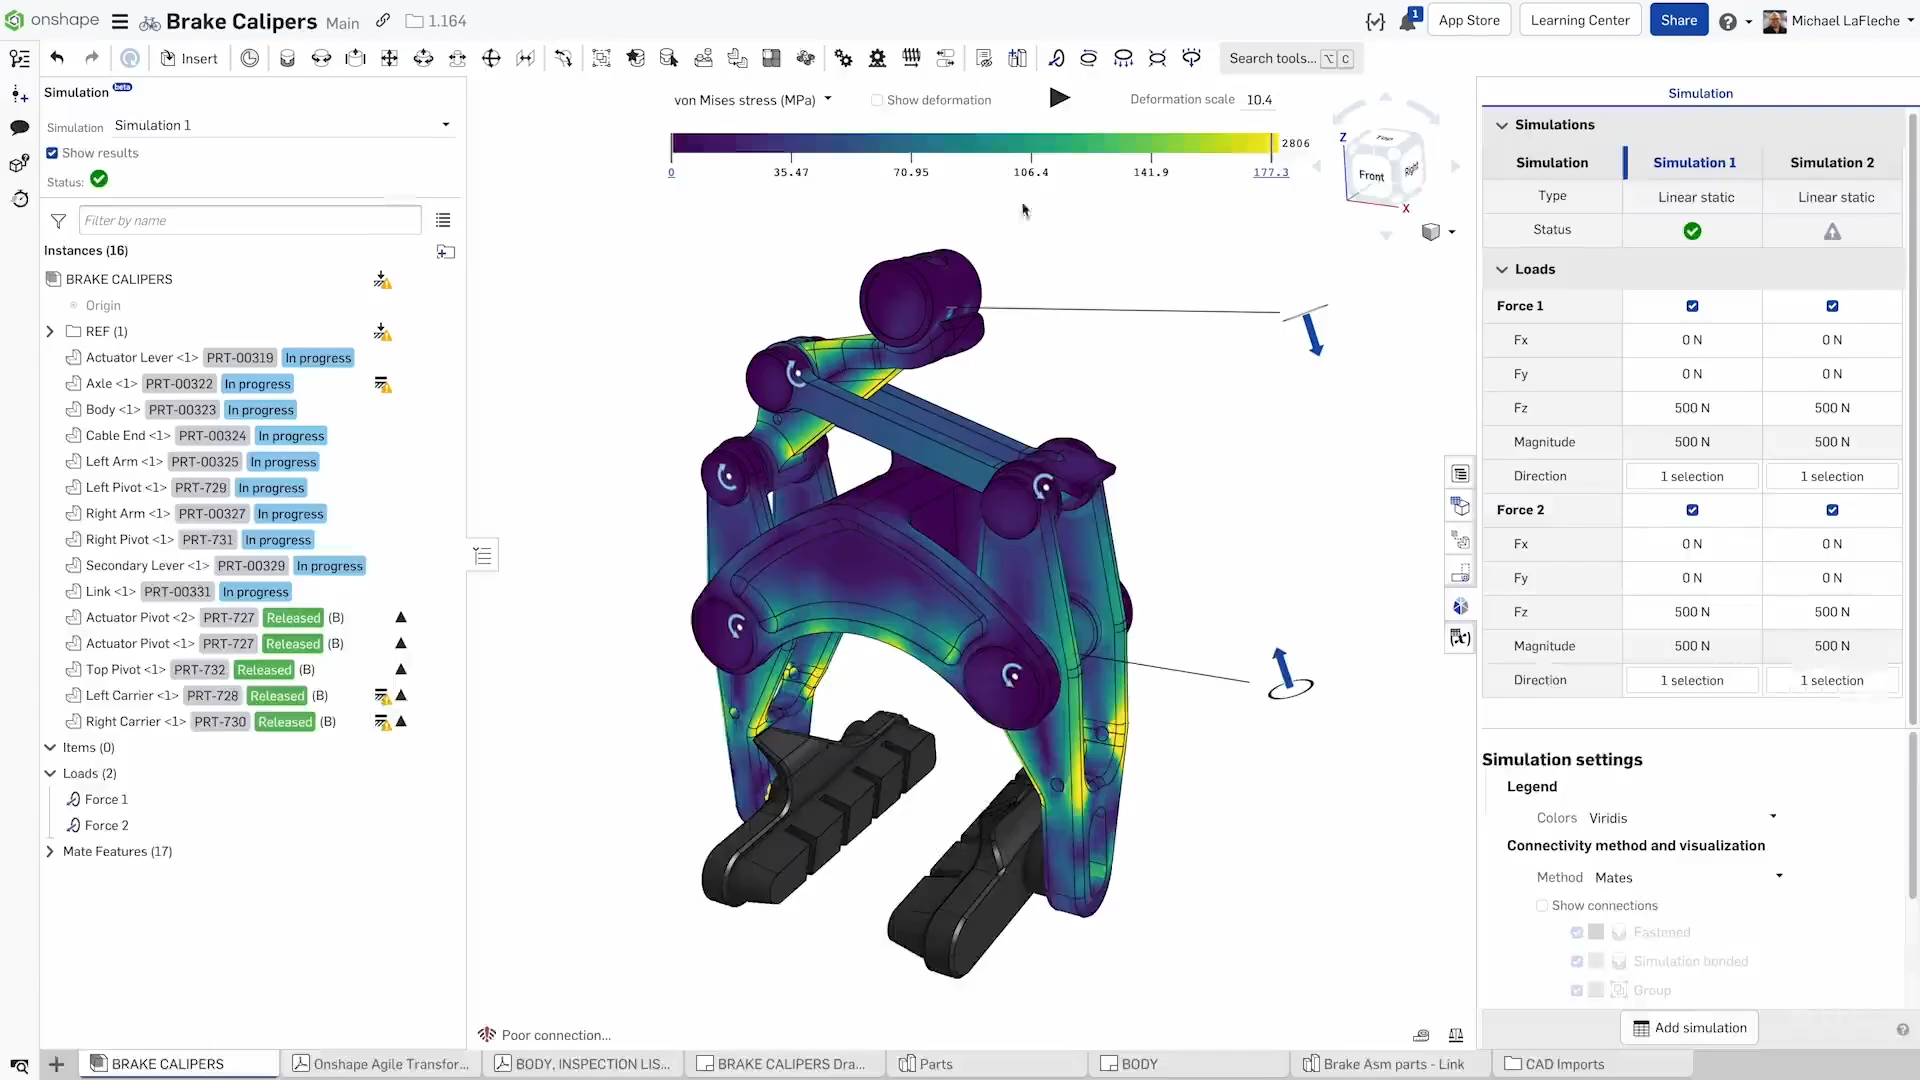 onshape Brake Calipers Main 1.164
1 App Store Learning Center Share Michael LaFleche
Insert Search tools... ⌥ C
Simulation beta
Simulation Simulation 1
Show results
Status:
Filter by name
Instances (16)
BRAKE CALIPERS
Origin
REF (1)
Actuator Lever <1> PRT-00319 In progress
Axle <1> PRT-00322 In progress
Body <1> PRT-00323 In progress
Cable End <1> PRT-00324 In progress
Left Arm <1> PRT-00325 In progress
Left Pivot <1> PRT-729 In progress
Right Arm <1> PRT-00327 In progress
Right Pivot <1> PRT-731 In progress
Secondary Lever <1> PRT-00329 In progress
Link <1> PRT-00331 In progress
Actuator Pivot <2> PRT-727 Released (B)
Actuator Pivot <1> PRT-727 Released (B)
Top Pivot <1> PRT-732 Released (B)
Left Carrier <1> PRT-728 Released (B)
Right Carrier <1> PRT-730 Released (B)
Items (0)
Loads (2)
Force 1
Force 2
Mate Features (17)
von Mises stress (MPa) Show deformation Deformation scale 10.4
2806
0 35.47 70.95 106.4 141.9 177.3
Z Top Front Right X
Poor connection...
Simulation
Simulations
Simulation Simulation 1 Simulation 2
Type Linear static Linear static
Status
Loads
Force 1
Fx 0 N 0 N
Fy 0 N 0 N
Fz 500 N 500 N
Magnitude 500 N 500 N
Direction 1 selection 1 selection
Force 2
Fx 0 N 0 N
Fy 0 N 0 N
Fz 500 N 500 N
Magnitude 500 N 500 N
Direction 1 selection 1 selection
Simulation settings
Legend
Colors Viridis
Connectivity method and visualization
Method Mates
Show connections
Fastened
Simulation bonded
Group
Add simulation
BRAKE CALIPERS Onshape Agile Transfor... BODY, INSPECTION LIS... BRAKE CALIPERS Dra... Parts BODY Brake Asm parts - Link CAD Imports